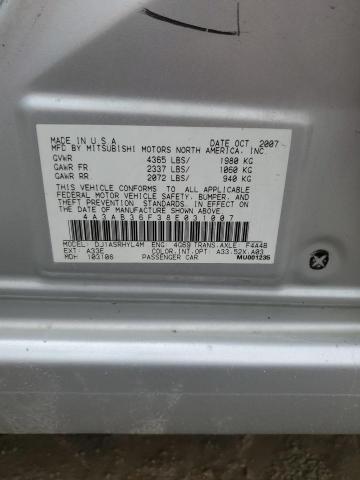 MADE IN U.S.A DATE OCT 2007
MFD BY MITSUBISHI MOTORS NORTH AMERICA, INC
GVWR 4365 LBS/ 1980 KG
GAWR FR 2337 LBS/ 1060 KG
GAWR RR 2072 LBS/ 940 KG
THIS VEHICLE CONFORMS TO ALL APPLICABLE
FEDERAL MOTOR VEHICLE SAFETY, BUMPER, AND
THEFT PREVENTION STANDARDS IN EFFECT ON
THE DATE OF MANUFACTURE SHOWN ABOVE
4A3AB36F38E031007
MODEL: DJ1ASRHYL4M ENG: 4G69 TRANS.AXLE: F4A4B
EXT: A33E COLOR.INT.OPT: A33.52X.A03
MDH 103106 PASSENGER CAR MU001235